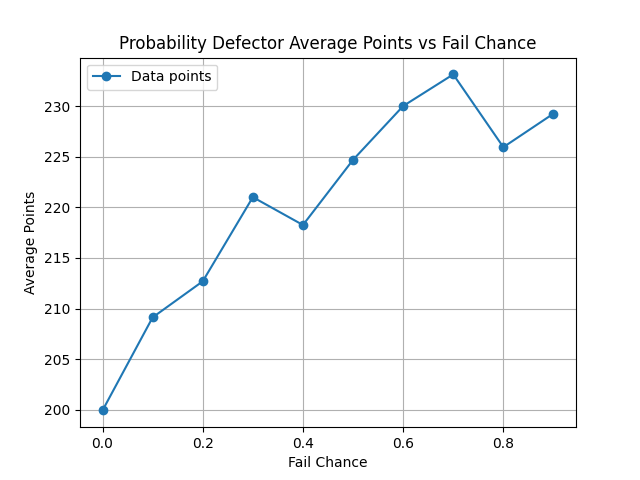 Probability Defector Average Points vs Fail Chance
Data points
230
225
220
215
210
205
200
Average Points
0.0 0.2 0.4 0.6 0.8
Fail Chance